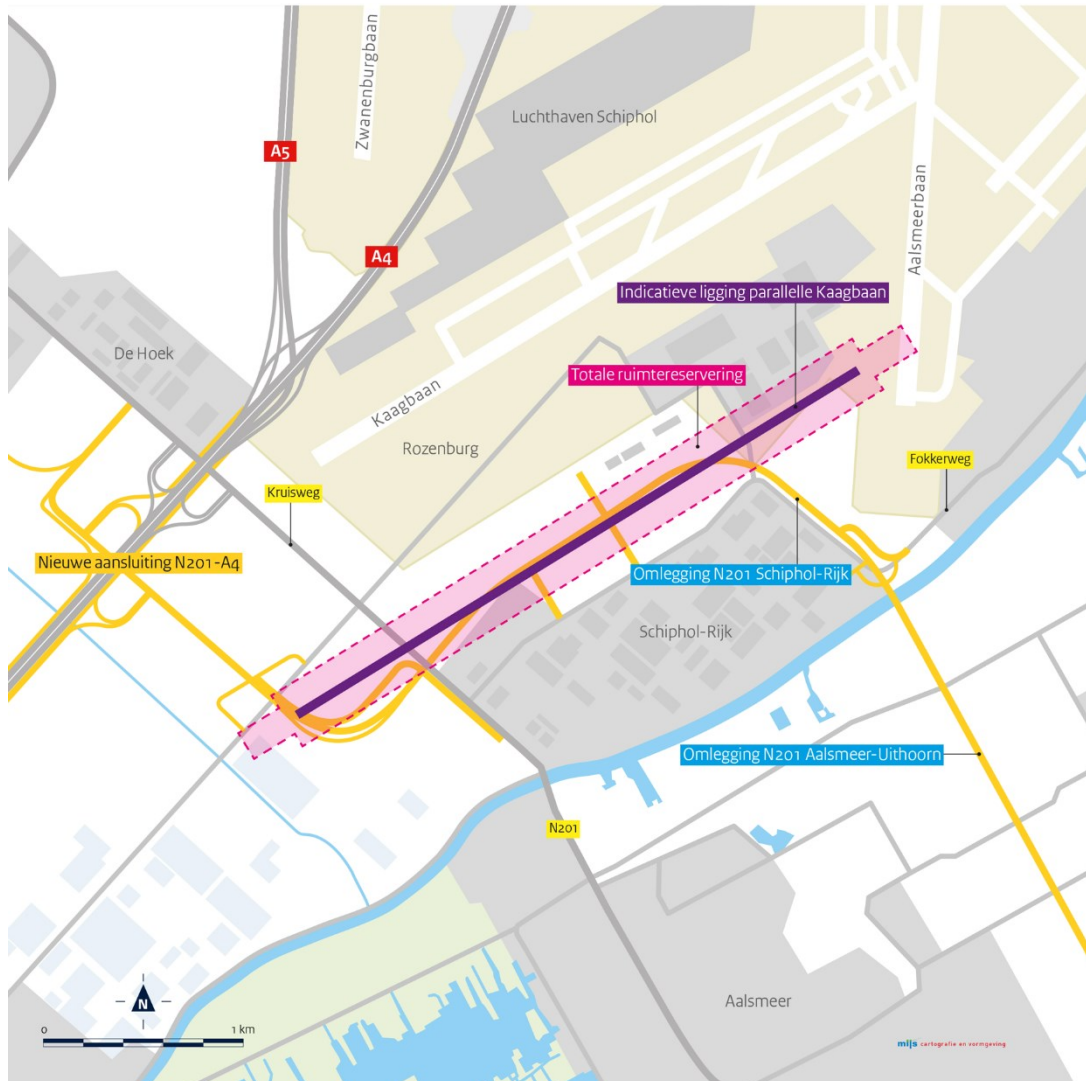 Zwanenburgbaan
Luchthaven Schiphol
A5
A4
Aalsmeerbaan
Indicatieve ligging parallelle Kaagbaan
De Hoek
Totale ruimtereservering
Kaagbaan
Rozenburg
Fokkerweg
Kruisweg
Nieuwe aansluiting N201-A4
Omlegging N201 Schiphol-Rijk
Schiphol-Rijk
Omlegging N201 Aalsmeer-Uithoorn
N201
Aalsmeer
N
0 1 km
mijs cartografie en vormgeving